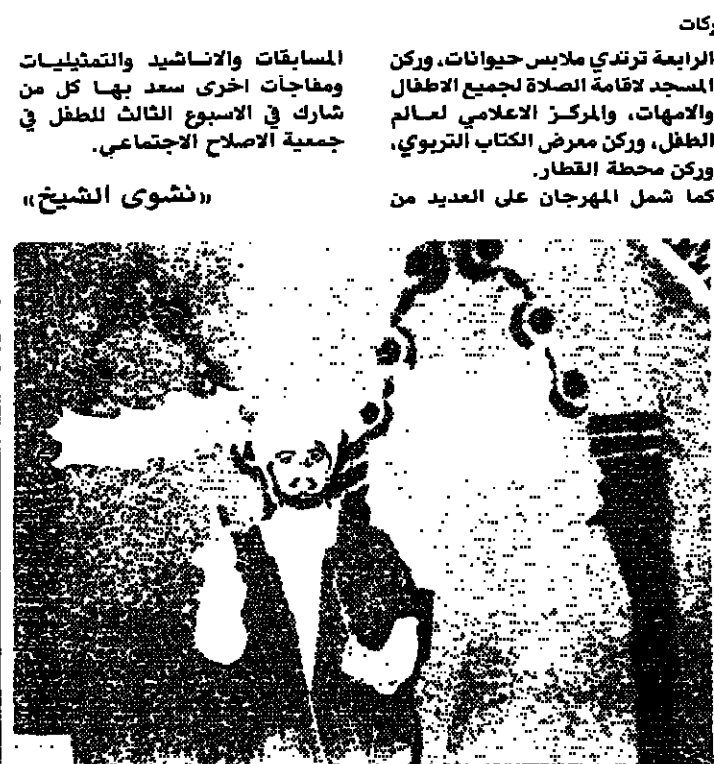 وركات
الرابعة ترتدي ملابس حيوانات، وركن
المسجد لاقامة الصلاة لجميع الاطفال
والامهات، والمركز الاعلامي لعالم
الطفل، وركن معرض الكتاب التربوي،
وركن محطة القطار.
كما شمل المهرجان على العديد من
المسابقات والاناشيد والتمثيليات
ومفاجآت اخرى سعد بها كل من
شارك في الاسبوع الثالث للطفل في
جمعية الاصلاح الاجتماعي.
«نشوى الشيخ»